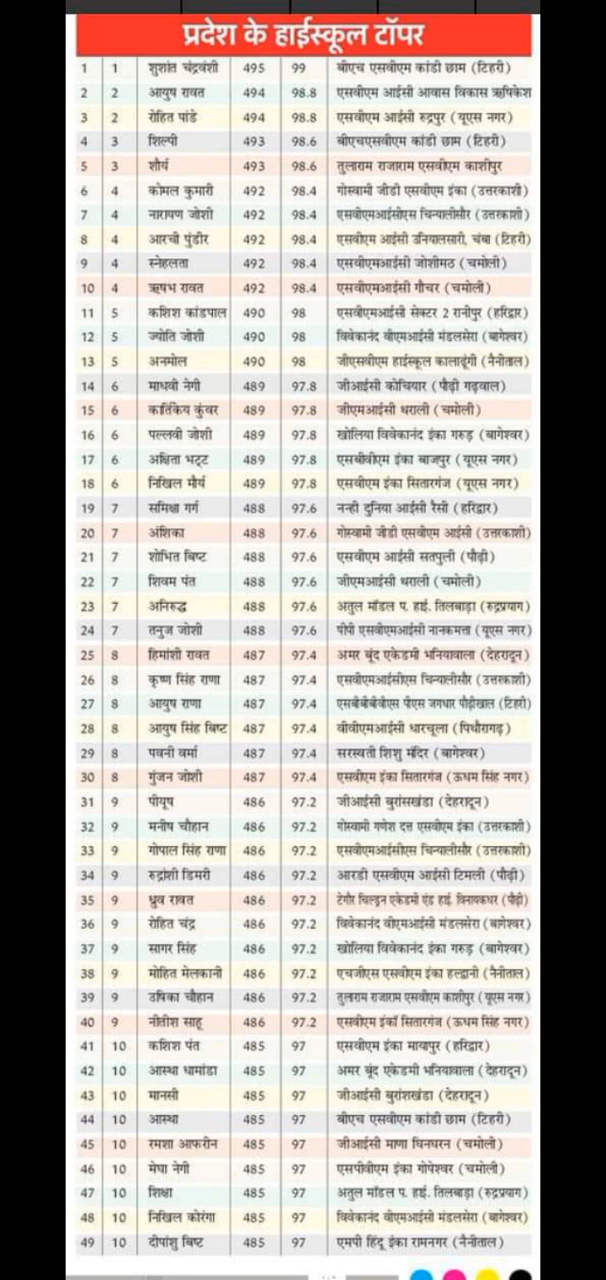 प्रदेश के हाईस्कूल टॉपर
1 1 सुशांत चंद्रवंशी 495 99 बीएच एसवीएम कांडी छाम (टिहरी)
2 2 आयुष रावत 494 98.8 एसवीएम आईसी आवास विकास ऋषिकेश
3 2 रोहित पांडे 494 98.8 एसवीएम आईसी रुद्रपुर (यूएस नगर)
4 3 शिल्पी 493 98.6 बीएचएसवीएम कांडी छाम (टिहरी)
5 3 शौर्य 493 98.6 तुलाराम राजाराम एसवीएम काशीपुर
6 4 कोमल कुमारी 492 98.4 गोस्वामी जीडी एसवीएम इंका (उत्तरकाशी)
7 4 नारायण जोशी 492 98.4 एसवीएमआईसीएस चिन्यालीसौर (उत्तरकाशी)
8 4 आरची पुंडीर 492 98.4 एसवीएम आईसी उनियालसारी, चंबा (टिहरी)
9 4 स्नेहलता 492 98.4 एसवीएमआईसी जोशीमठ (चमोली)
10 4 ऋषभ रावत 492 98.4 एसवीएमआईसी गौचर (चमोली)
11 5 कशिश कांडपाल 490 98 एसवीएमआईसी सेक्टर 2 रानीपुर (हरिद्वार)
12 5 ज्योति जोशी 490 98 विवेकानंद वीएमआईसी मंडलसेरा (बागेश्वर)
13 5 अनमोल 490 98 जीएसवीएम हाईस्कूल कालाढूंगी (नैनीताल)
14 6 माधवी नेगी 489 97.8 जीआईसी कोचियार (पौढ़ी गढ़वाल)
15 6 कार्तिकेय कुंवर 489 97.8 जीएमआईसी थराली (चमोली)
16 6 पल्लवी जोशी 489 97.8 खोलिया विवेकानंद इंका गरुड़ (बागेश्वर)
17 6 अक्षिता भट्ट 489 97.8 एसबीवीएम इंका बाजपुर (यूएस नगर)
18 6 निखिल मौर्य 489 97.8 एसवीएम इंका सितारगंज (यूएस नगर)
19 7 समिक्षा गर्ग 488 97.6 नन्ही दुनिया आईसी रैसी (हरिद्वार)
20 7 अंशिका 488 97.6 गोस्वामी जीडी एसवीएम आईसी (उत्तरकाशी)
21 7 शोभित बिष्ट 488 97.6 एसवीएम आईसी सतपुली (पौढ़ी)
22 7 शिवम पंत 488 97.6 जीएमआईसी थराली (चमोली)
23 7 अनिरुद्ध 488 97.6 अतुल मॉडल प. हाई. तिलबाड़ा (रुद्रप्रयाग)
24 7 तनुज जोशी 488 97.6 पीपी एसवीएमआईसी नानकमत्ता (यूएस नगर)
25 8 हिमांशी रावत 487 97.4 अमर बूंद एकेडमी भनियावाला (देहरादून)
26 8 कृष्ण सिंह राणा 487 97.4 एसवीएमआईसीएस चिन्यालीसौर (उत्तरकाशी)
27 8 आयुष राणा 487 97.4 एसबीबीबीवीएस पीएस जगधार पौढ़ीखाल (टिहरी)
28 8 आयुष सिंह बिष्ट 487 97.4 वीवीएमआईसी धारचूला (पिथौरागढ़)
29 8 पवनी वर्मा 487 97.4 सरस्वती शिशु मंदिर (बागेश्वर)
30 8 गुंजन जोशी 487 97.4 एसवीएम इंका सितारगंज (ऊधम सिंह नगर)
31 9 पीयूष 486 97.2 जीआईसी बुरांसखंडा (देहरादून)
32 9 मनीष चौहान 486 97.2 गोस्वामी गणेश दत्त एसवीएम इंका (उत्तरकाशी)
33 9 गोपाल सिंह राणा 486 97.2 एसवीएमआईसीएस चिन्यालीसौर (उत्तरकाशी)
34 9 रुद्रांशी डिमरी 486 97.2 आरडी एसवीएम आईसी टिमली (पौढ़ी)
35 9 ध्रुव रावत 486 97.2 टेगौर चिल्ड्रन एकेडमी एंड हाई. विनायकधर (पौढ़ी)
36 9 रोहित चंद्र 486 97.2 विवेकानंद वीएमआईसी मंडलसेरा (बागेश्वर)
37 9 सागर सिंह 486 97.2 खोलिया विवेकानंद इंका गरुड़ (बागेश्वर)
38 9 मोहित मेलकानी 486 97.2 एचजीएस एसवीएम इंका हल्द्वानी (नैनीताल)
39 9 उषिका चौहान 486 97.2 तुलाराम राजाराम एसवीएम काशीपुर (यूएस नगर)
40 9 नीतीश साहू 486 97.2 एसवीएम इंकॉ सितारगंज (ऊधम सिंह नगर)
41 10 कशिश पंत 485 97 एसवीएम इंका मायापुर (हरिद्वार)
42 10 आस्था धामांडा 485 97 अमर बूंद एकेडमी भनियावाला (देहरादून)
43 10 मानसी 485 97 जीआईसी बुरांशखंडा (देहरादून)
44 10 आस्था 485 97 बीएच एसवीएम कांडी छाम (टिहरी)
45 10 रमशा आफरीन 485 97 जीआईसी माणा घिनघरन (चमोली)
46 10 मेघा नेगी 485 97 एसपीवीएम इंका गोपेश्वर (चमोली)
47 10 शिक्षा 485 97 अतुल मॉडल प. हाई. तिलबाड़ा (रुद्रप्रयाग)
48 10 निखिल कोरंगा 485 97 विवेकानंद वीएमआईसी मंडलसेरा (बागेश्वर)
49 10 दीपांशु बिष्ट 485 97 एमपी हिंदू इंका रामनगर (नैनीताल)